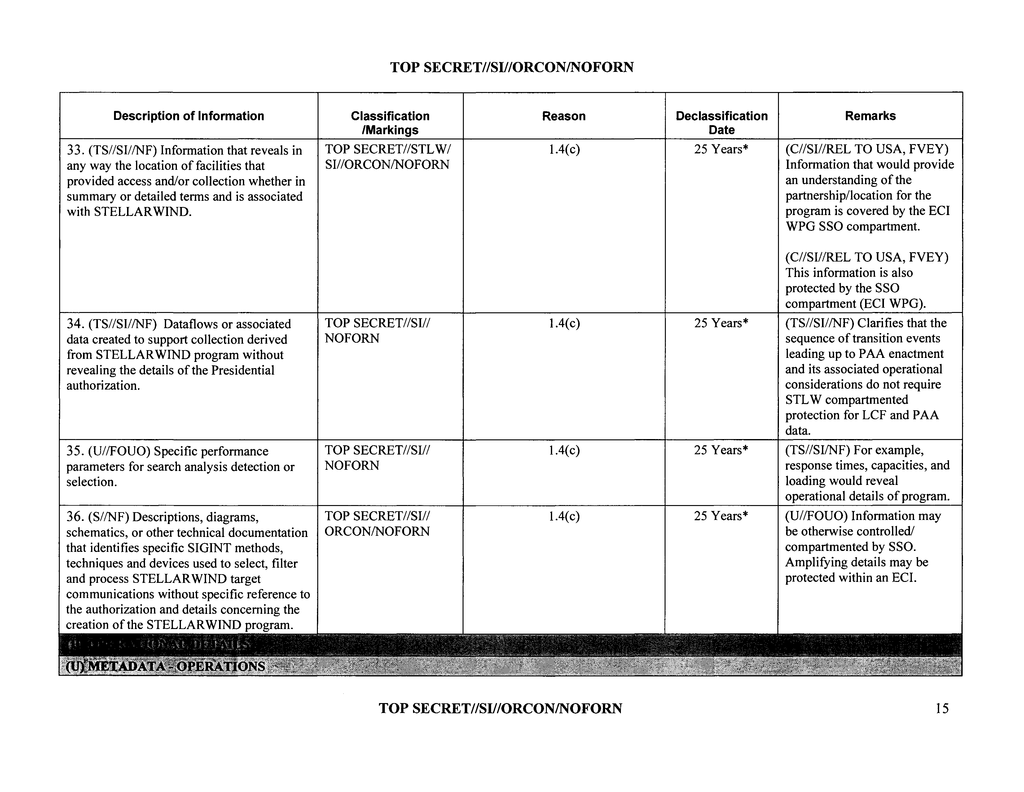 TOP SECRET//SI//ORCON/NOFORN
Description of Information
Classification
/Markings
Reason
Declassification
Date
Remarks
33. (TS//SI//NF) Information that reveals in
any way the location of facilities that
provided access and/or collection whether in
summary or detailed terms and is associated
with STELLARWIND.
TOP SECRET//STLW/
SI//ORCON/NOFORN
1.4(c)
25 Years*
(C//SI//REL TO USA, FVEY)
Information that would provide
an understanding of the
partnership/location for the
program is covered by the ECI
WPG SSO compartment.
(C//SI//REL TO USA, FVEY)
This information is also
protected by the SSO
compartment (ECI WPG).
34. (TS//SI//NF) Dataflows or associated
data created to support collection derived
from STELLARWIND program without
revealing the details of the Presidential
authorization.
TOP SECRET//SI//
NOFORN
1.4(c)
25 Years*
(TS//SI//NF) Clarifies that the
sequence of transition events
leading up to PAA enactment
and its associated operational
considerations do not require
STLW compartmented
protection for LCF and PAA
data.
35. (U//FOUO) Specific performance
parameters for search analysis detection or
selection.
TOP SECRET//SI//
NOFORN
1.4(c)
25 Years*
(TS//SI/NF) For example,
response times, capacities, and
loading would reveal
operational details of program.
36. (S//NF) Descriptions, diagrams,
schematics, or other technical documentation
that identifies specific SIGINT methods,
techniques and devices used to select, filter
and process STELLARWIND target
communications without specific reference to
the authorization and details concerning the
creation of the STELLARWIND program.
TOP SECRET//SI//
ORCON/NOFORN
1.4(c)
25 Years*
(U//FOUO) Information may
be otherwise controlled/
compartmented by SSO.
Amplifying details may be
protected within an ECI.
DETAILS
(U) METADATA - OPERATIONS
TOP SECRET//SI//ORCON/NOFORN
15